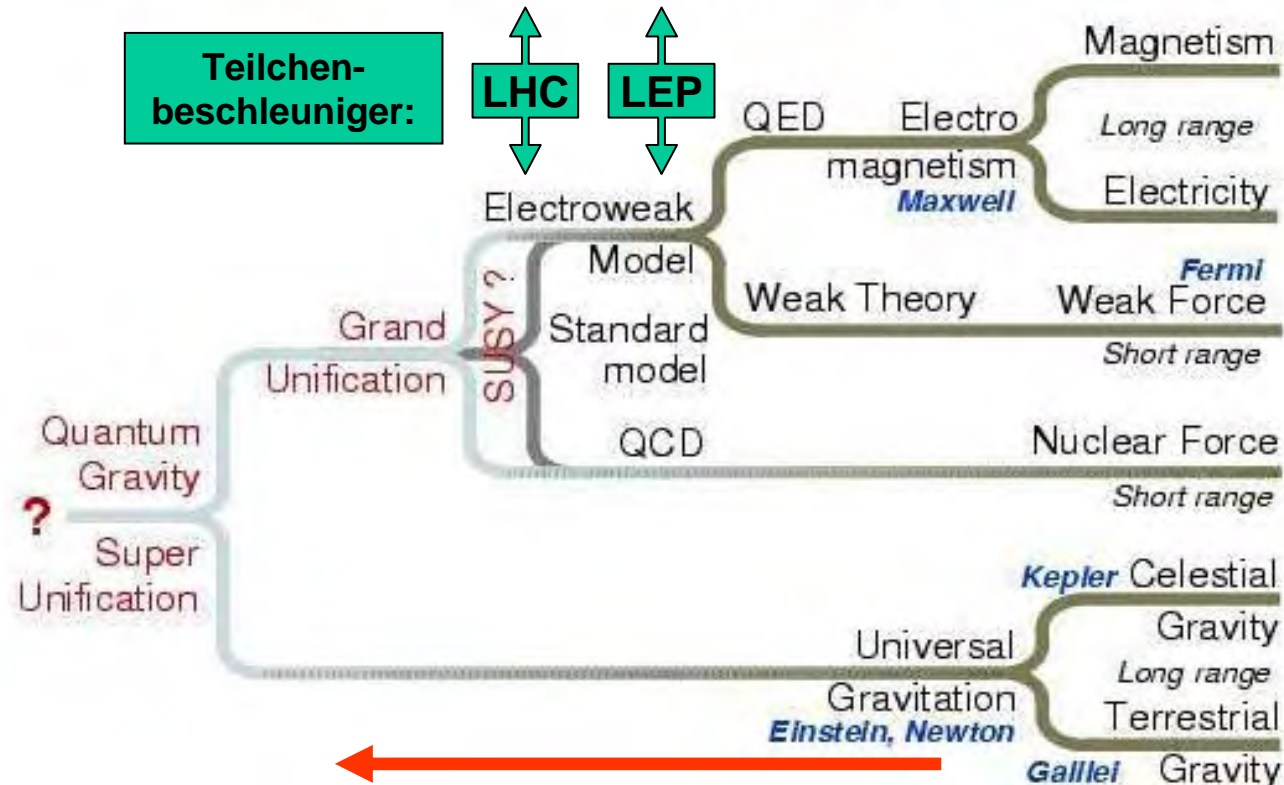 Teilchen-
beschleuniger:
LHC
LEP
Magnetism
QED
Electro
Long range
magnetism
Maxwell
Electricity
Electroweak
Model
Fermi
Weak Theory
Weak Force
Short range
SUSY ?
Grand
Unification
Standard
model
QCD
Nuclear Force
Short range
Quantum
Gravity
?
Super
Unification
Kepler Celestial
Gravity
Universal
Long range
Gravitation
Terrestrial
Einstein, Newton
Galilei Gravity